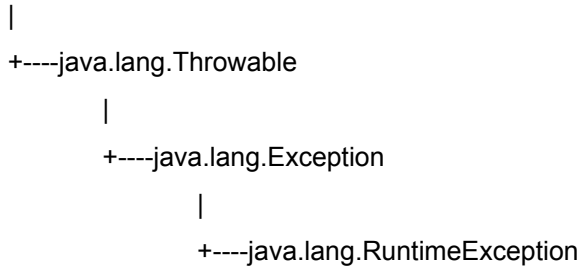 |
+----java.lang.Throwable
|
+----java.lang.Exception
|
+----java.lang.RuntimeException